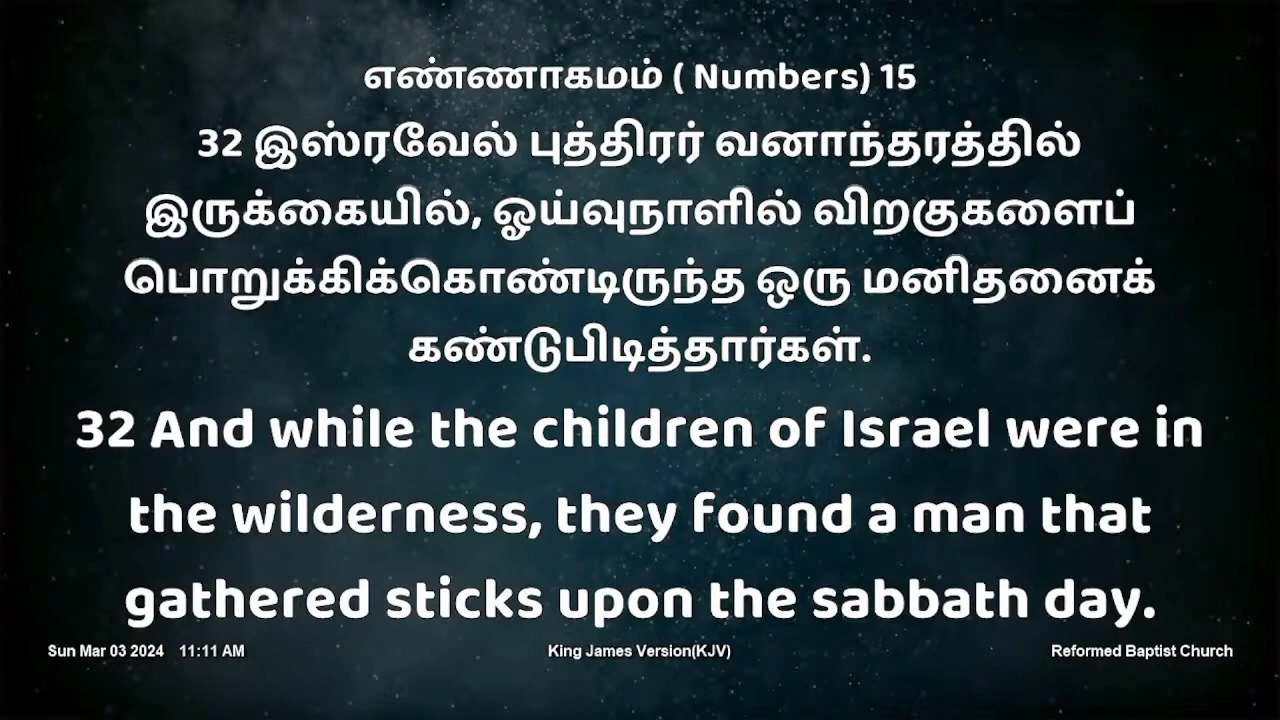 எண்ணாகமம் ( Numbers) 15
32 இஸ்ரவேல் புத்திரர் வனாந்தரத்தில்
இருக்கையில், ஓய்வுநாளில் விறகுகளைப்
பொறுக்கிக்கொண்டிருந்த ஒரு மனிதனைக்
கண்டுபிடித்தார்கள்.
32 And while the children of Israel were in
the wilderness, they found a man that
gathered sticks upon the sabbath day.
Sun Mar 03 2024 11:11 AM King James Version(KJV) Reformed Baptist Church